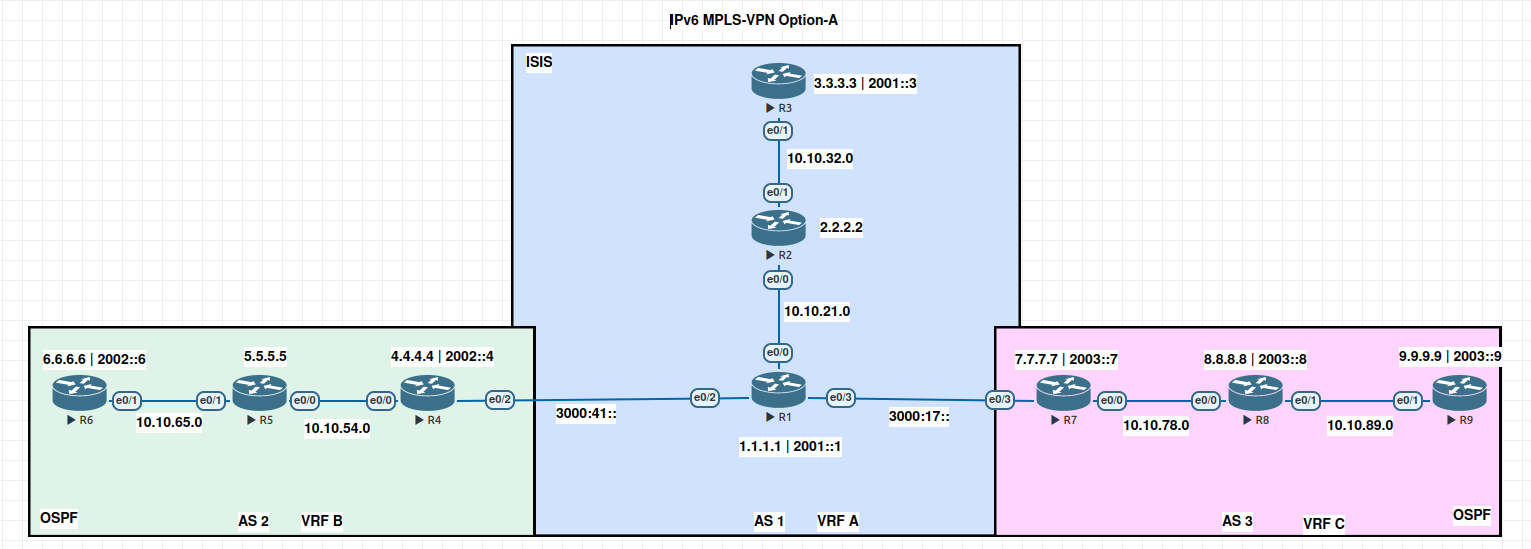 IPv6 MPLS-VPN Option-A
ISIS
3.3.3.3 | 2001::3
R3
e0/1
10.10.32.0
e0/1
2.2.2.2
R2
e0/0
10.10.21.0
e0/0
6.6.6.6 | 2002::6
5.5.5.5
4.4.4.4 | 2002::4
7.7.7.7 | 2003::7
8.8.8.8 | 2003::8
9.9.9.9 | 2003::9
e0/1
e0/1
e0/0
e0/0
e0/2
e0/2
e0/3
e0/3
e0/0
e0/0
e0/1
e0/1
R6
10.10.65.0
R5
10.10.54.0
R4
3000:41::
R1
3000:17::
R7
10.10.78.0
R8
10.10.89.0
R9
1.1.1.1 | 2001::1
OSPF
AS 2
VRF B
AS 1
VRF A
AS 3
VRF C
OSPF